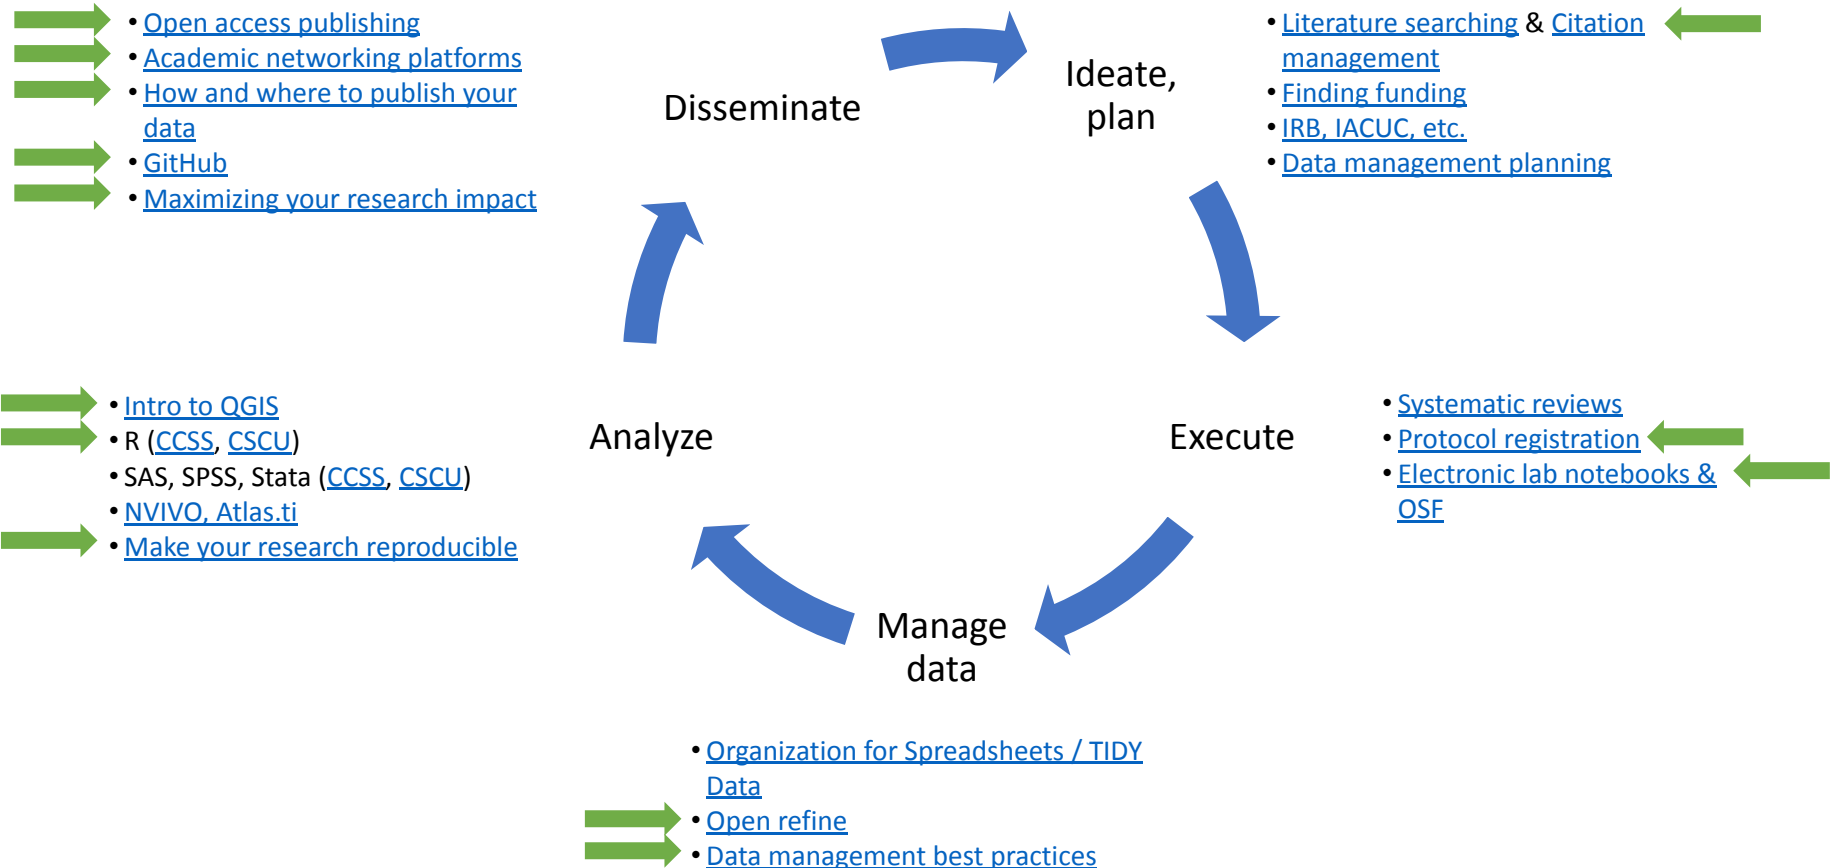 • Open access publishing
• Academic networking platforms
• How and where to publish your
data
• GitHub
• Maximizing your research impact
Disseminate
Ideate,
plan
• Literature searching & Citation
management
• Finding funding
• IRB, IACUC, etc.
• Data management planning
• Intro to QGIS
• R (CCSS, CSCU)
• SAS, SPSS, Stata (CCSS, CSCU)
• NVIVO, Atlas.ti
• Make your research reproducible
Analyze
Execute
• Systematic reviews
• Protocol registration
• Electronic lab notebooks &
OSF
Manage
data
• Organization for Spreadsheets / TIDY
Data
• Open refine
• Data management best practices